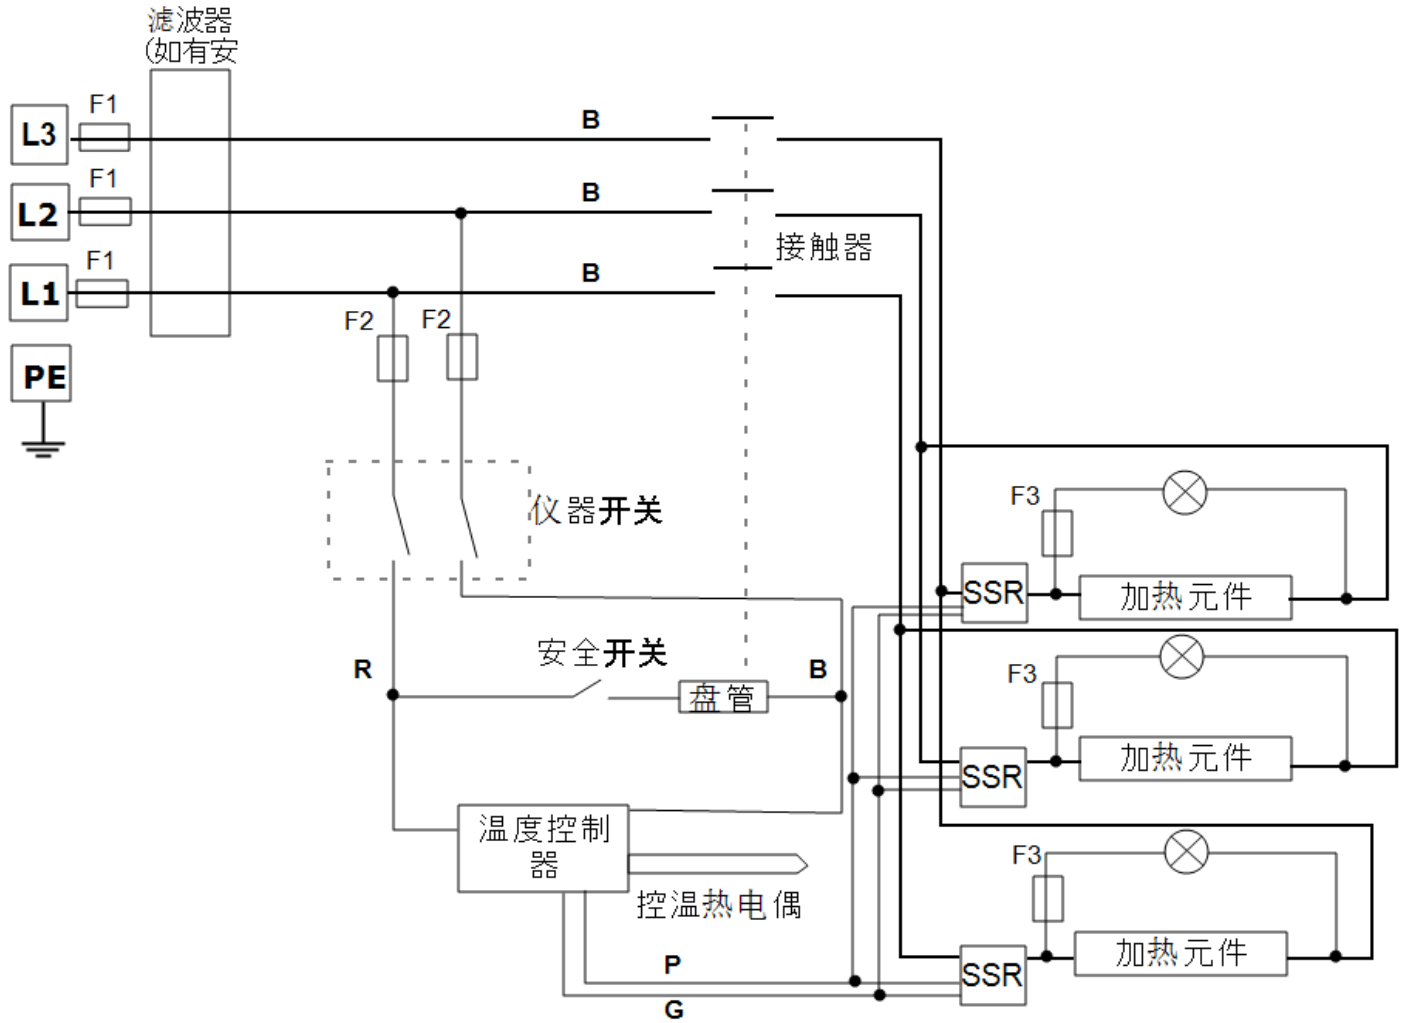 滤波器
(如有安
F1
L3
B
F1
L2
B
接触器
F1
L1
B
F2
F2
PE
仪器开关
F3
SSR
加热元件
安全开关
R
盘管
B
F3
SSR
加热元件
温度控制
器
控温热电偶
F3
SSR
加热元件
P
G